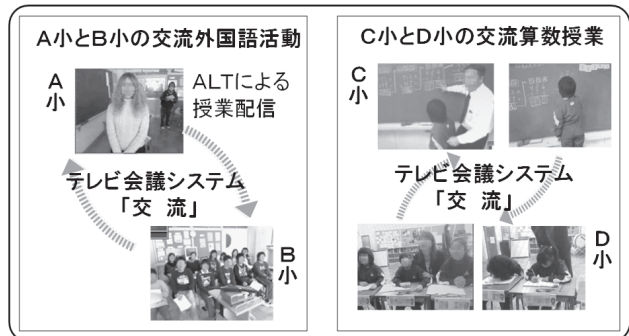 A小とB小の交流外国語活動
A
小
ALTによる
授業配信
テレビ会議システム
「交　流」
B
小
C小とD小の交流算数授業
C
小
テレビ会議システム
「交　流」
D
小